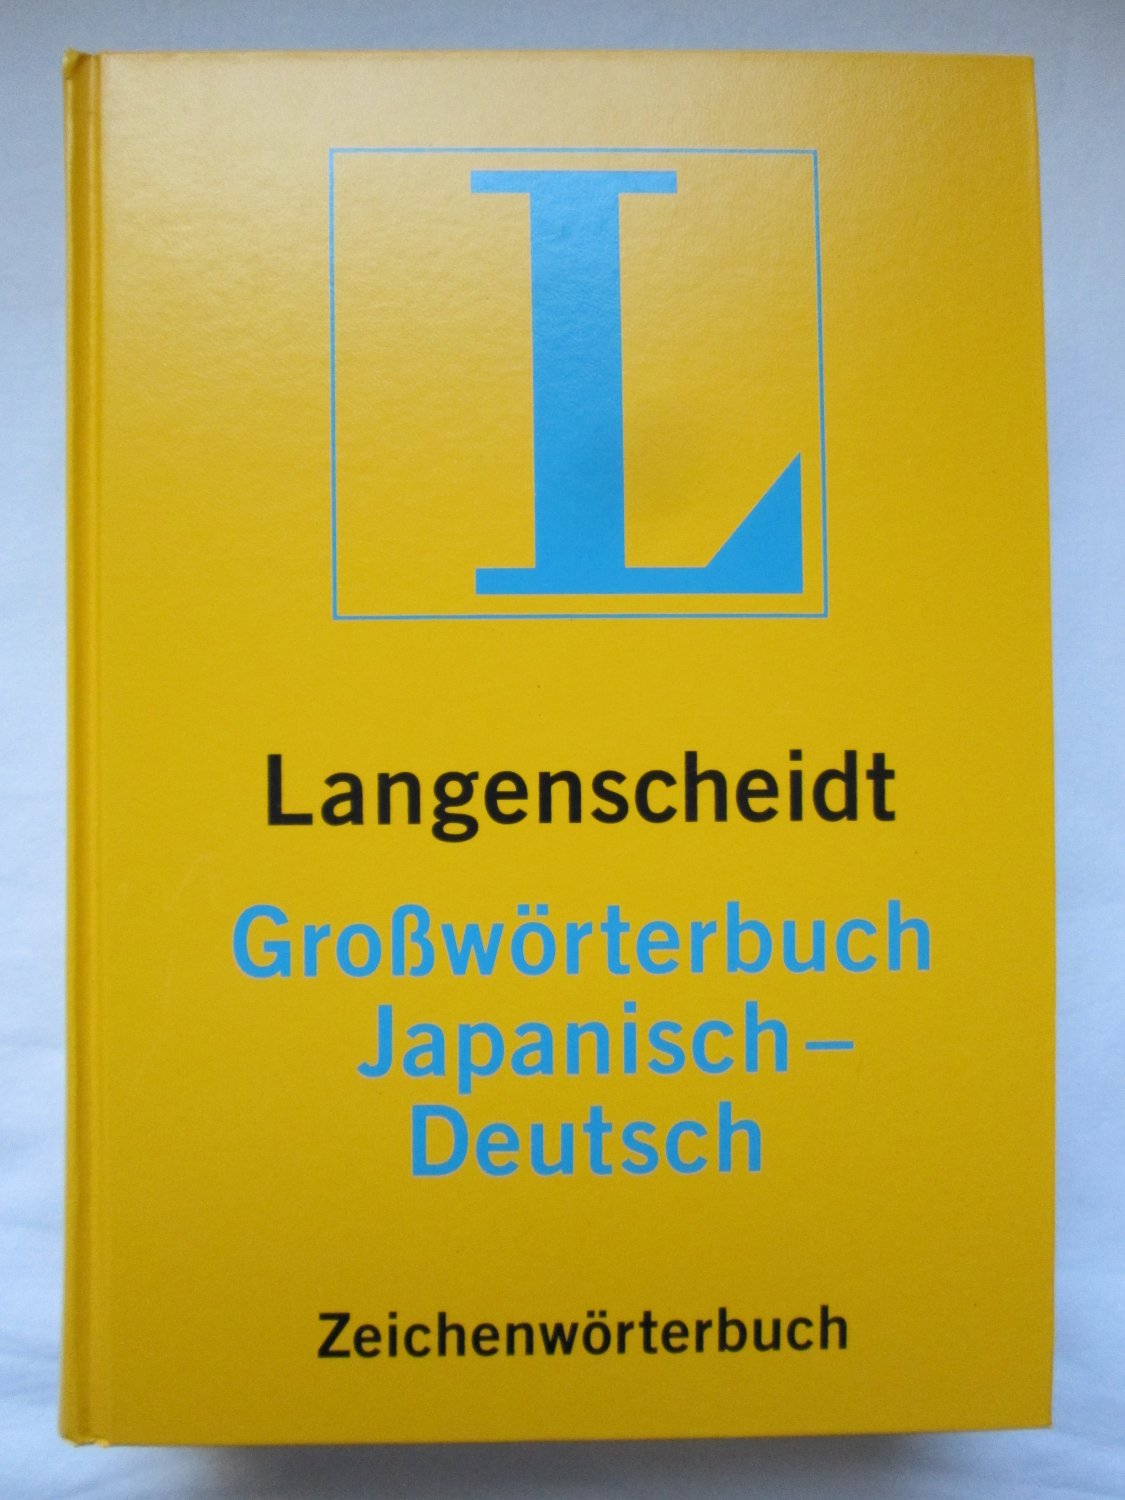 L
Langenscheidt
Großwörterbuch
Japanisch–
Deutsch
Zeichenwörterbuch